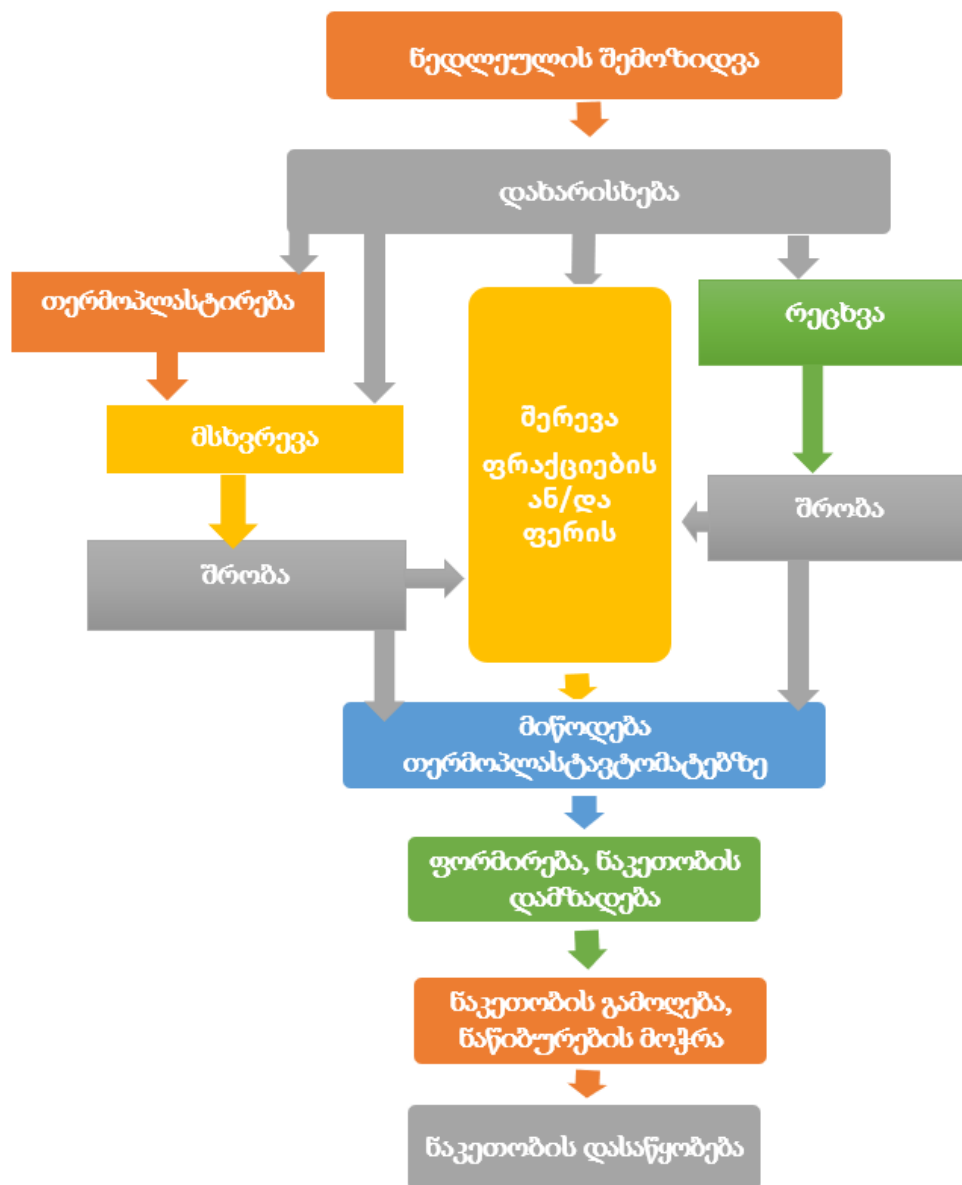 ნედლეულის შემოზიდვა
დახარისხება
თერმოპლასტირება
რეცხვა
მსხვრევა
შერევა
ფრაქციების
ან/და
ფერის
შრობა
შრობა
მიწოდება
თერმოპლასტავტომატებზე
ფორმირება, ნაკეთობის
დამზადება
ნაკეთობის გამოღება,
ნაწიბურების მოჭრა
ნაკეთობის დასაწყობება